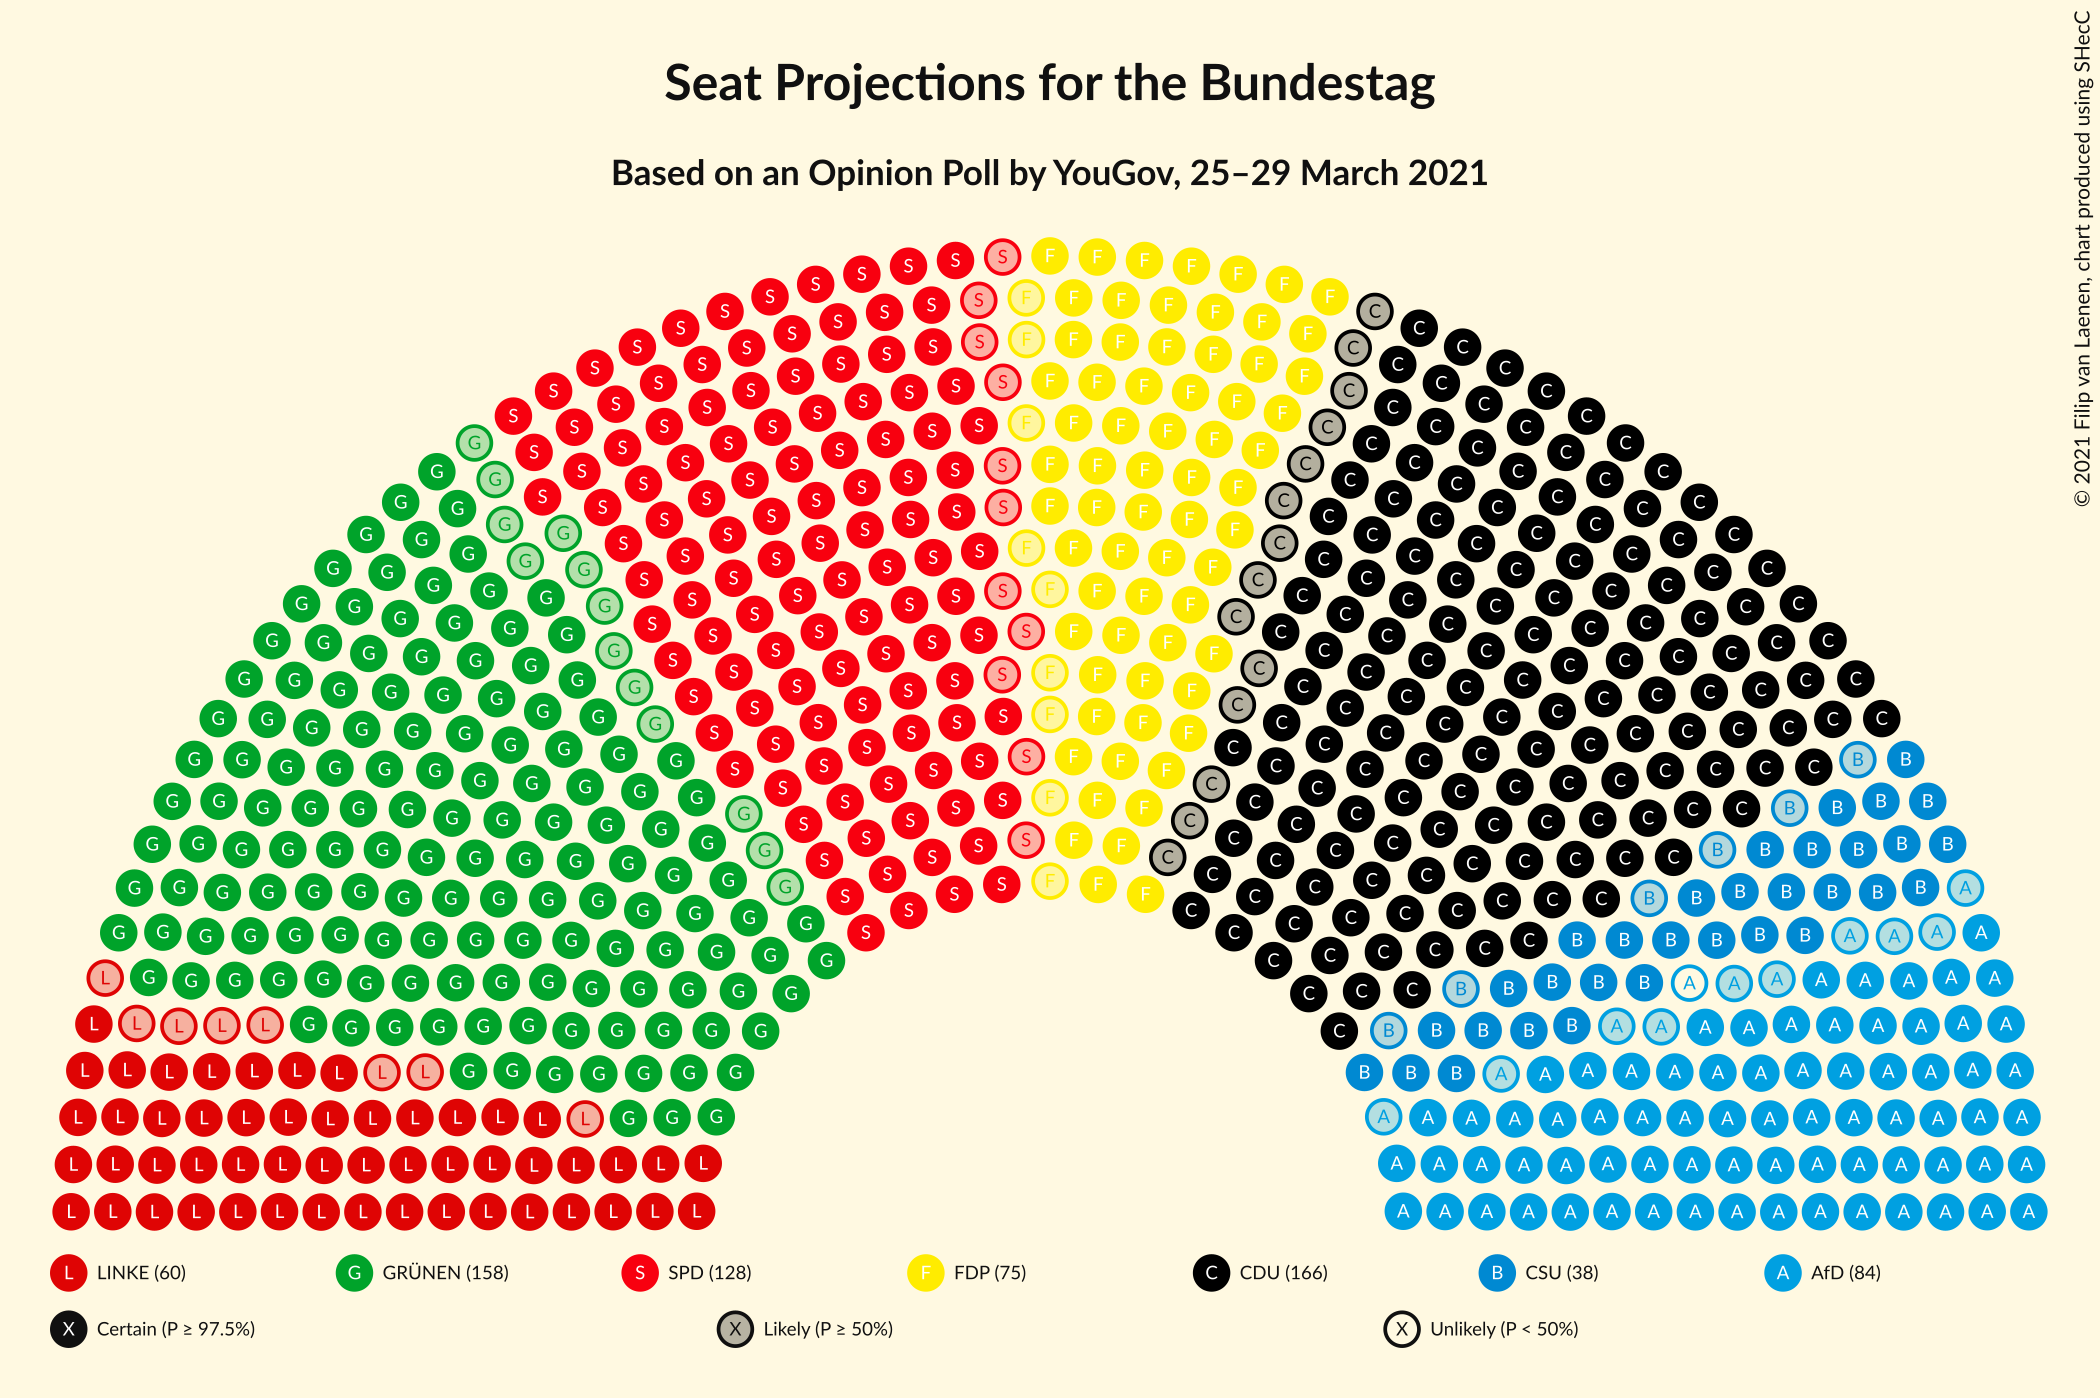 Seat Projections for the Bundestag
Based on an Opinion Poll by YouGov, 25–29 March 2021
© 2021 Filip van Laenen, chart produced using SHecC
L LINKE (60) G GRÜNEN (158) S SPD (128) F FDP (75) C CDU (166) B CSU (38) A AfD (84)
X Certain (P ≥ 97.5%) X Likely (P ≥ 50%) X Unlikely (P < 50%)